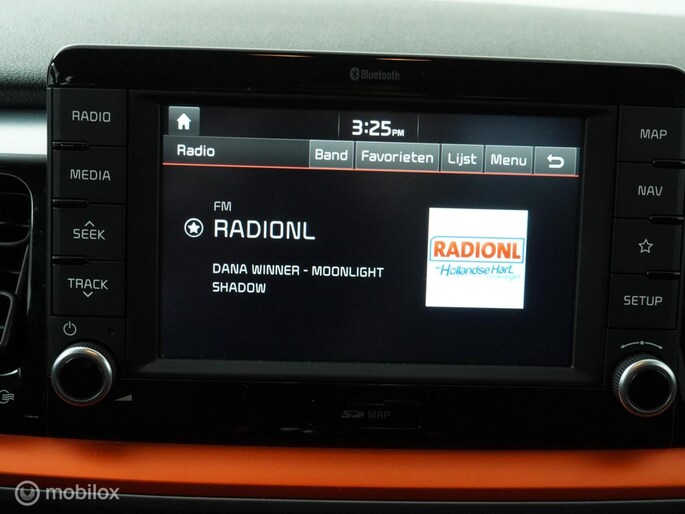 Bluetooth
RADIO
MEDIA
SEEK
TRACK
3:25PM
Radio
Band
Favorieten
Lijst
Menu
FM
RADIONL
DANA WINNER - MOONLIGHT
SHADOW
RADIONL
Hollandse Hart
MAP
NAV
SETUP
SD MAP
mobilox